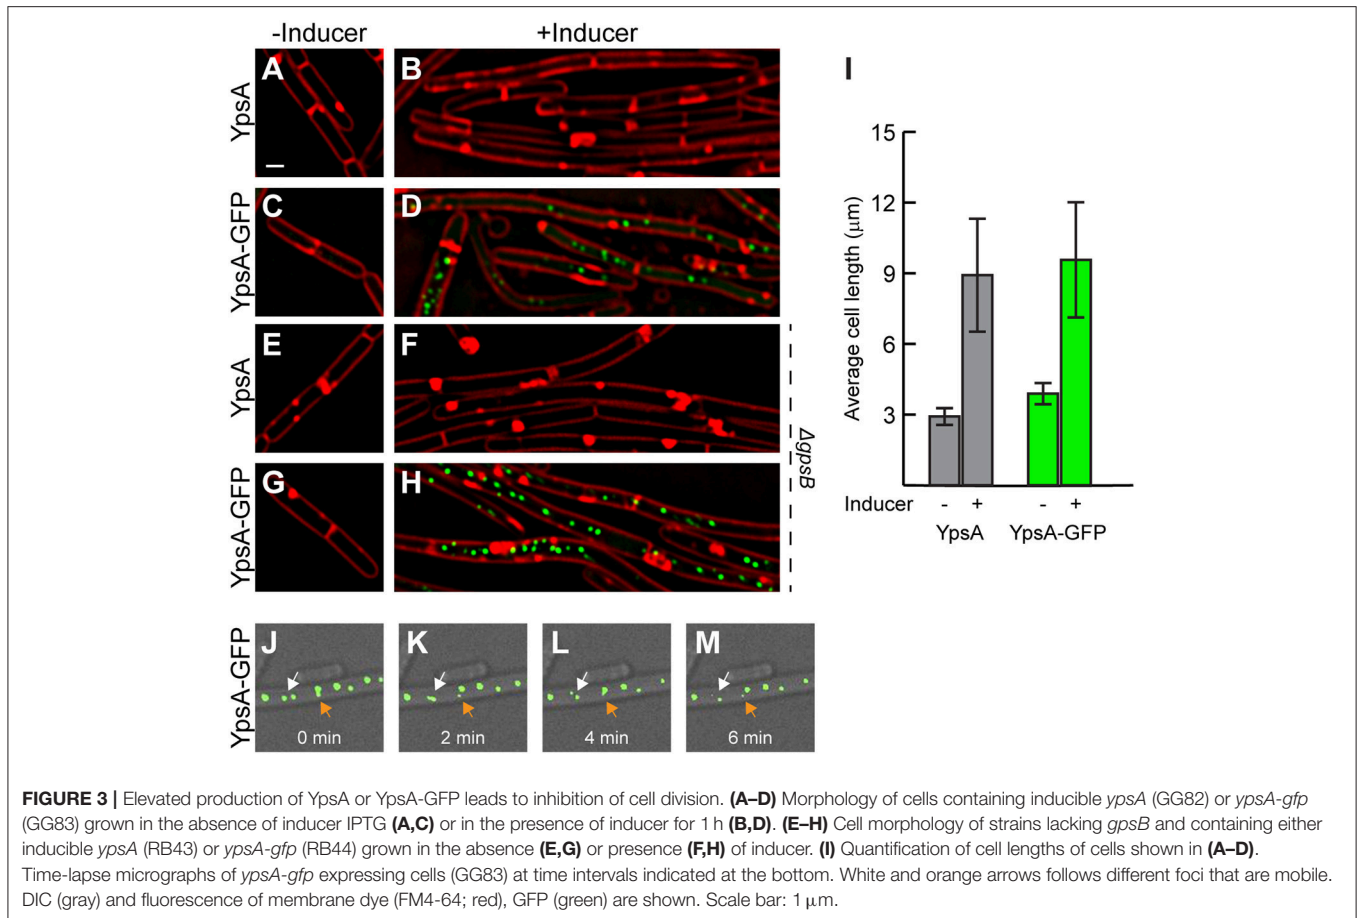 -Inducer
+Inducer
YpsA
A
B
YpsA-GFP
C
D
YpsA
E
F
YpsA-GFP
G
H
ΔgpsB
I
Average cell length (μm)
15
12
9
6
3
Inducer
- + - +
YpsA YpsA-GFP
YpsA-GFP
J
K
L
M
0 min
2 min
4 min
6 min
FIGURE 3 | Elevated production of YpsA or YpsA-GFP leads to inhibition of cell division. (A–D) Morphology of cells containing inducible ypsA (GG82) or ypsA-gfp
(GG83) grown in the absence of inducer IPTG (A,C) or in the presence of inducer for 1 h (B,D). (E–H) Cell morphology of strains lacking gpsB and containing either
inducible ypsA (RB43) or ypsA-gfp (RB44) grown in the absence (E,G) or presence (F,H) of inducer. (I) Quantification of cell lengths of cells shown in (A–D).
Time-lapse micrographs of ypsA-gfp expressing cells (GG83) at time intervals indicated at the bottom. White and orange arrows follows different foci that are mobile.
DIC (gray) and fluorescence of membrane dye (FM4-64; red), GFP (green) are shown. Scale bar: 1 μm.